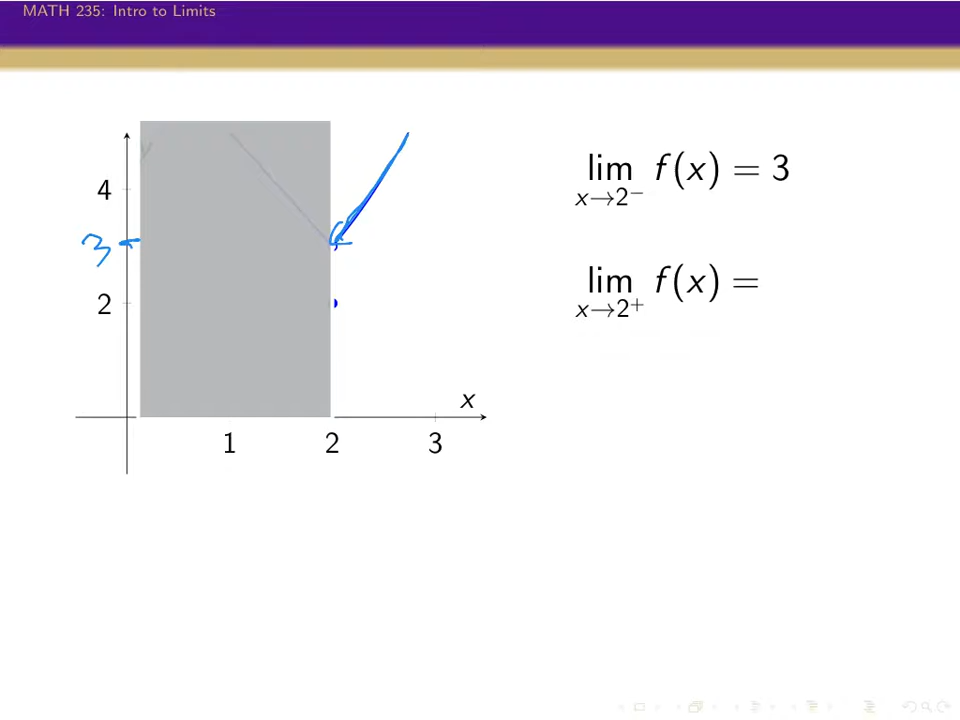 MATH 235: Intro to Limits
y
4
3
2
x
1 2 3
lim f(x) = 3
x→2⁻
lim f(x) =
x→2⁺